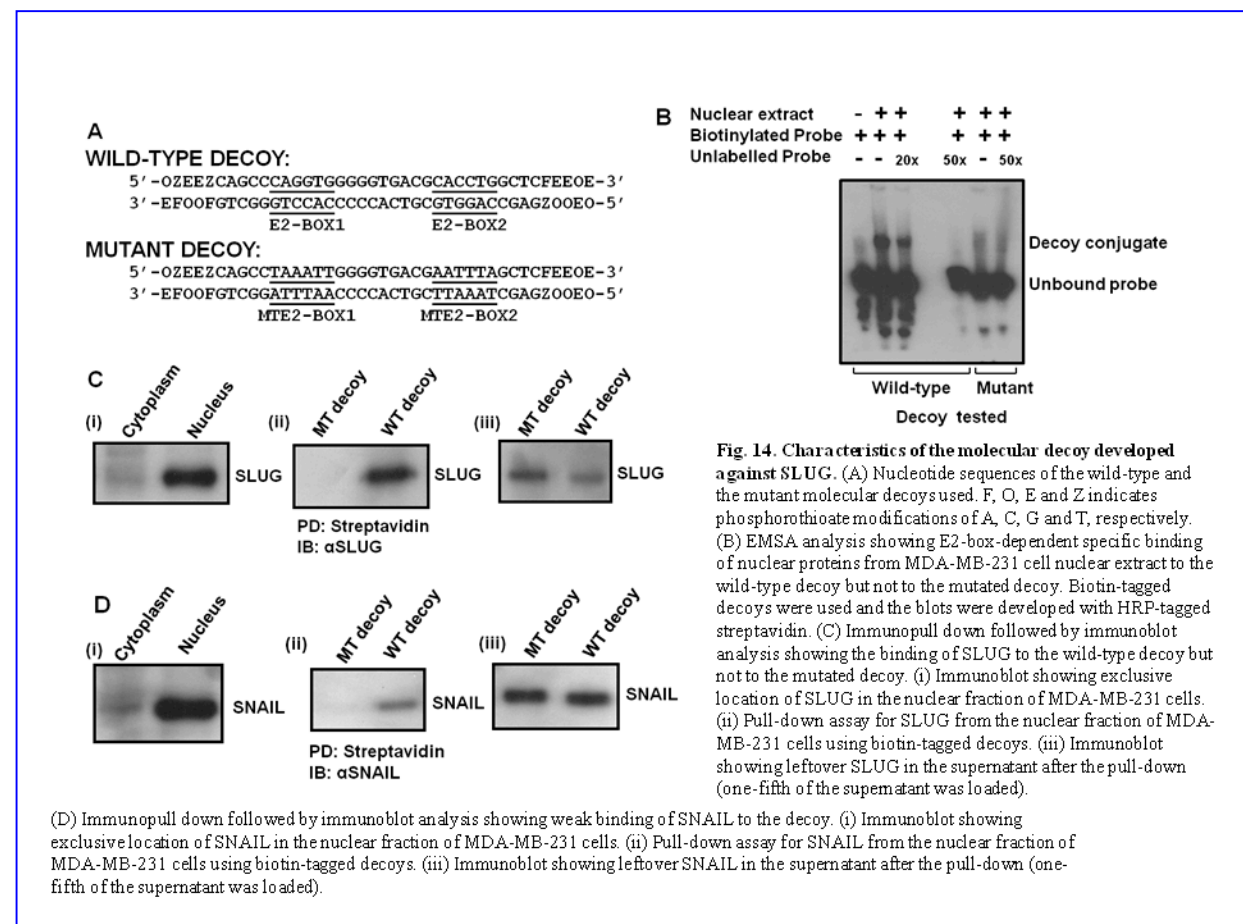 A
WILD-TYPE DECOY:
5'-OZEEZCAGCCCAGGTGGGGGTGACGCACCTGGCTCFEEOE-3'
3'-EFOOFGTCGGGTCCACCCCCACTGCGTGGACCGAGZOOEO-5'
E2-BOX1 E2-BOX2
MUTANT DECOY:
5'-OZEEZCAGCCTAAATTGGGGTGACGAATTTAGCTCFEEOE-3'
3'-EFOOFGTCGGATTTAACCCCACTGCTTAAATCGAGZOOEO-5'
MTE2-BOX1 MTE2-BOX2
B
Nuclear extract - + + + + +
Biotinylated Probe + + + + + +
Unlabelled Probe - - 20x 50x - 50x
Decoy conjugate
Unbound probe
Wild-type Mutant
Decoy tested
C
(i) Cytoplasm Nucleus
SLUG
(ii) MT decoy WT decoy
SLUG
PD: Streptavidin
IB: αSLUG
(iii) MT decoy WT decoy
SLUG
D
(i) Cytoplasm Nucleus
SNAIL
(ii) MT decoy WT decoy
SNAIL
PD: Streptavidin
IB: αSNAIL
(iii) MT decoy WT decoy
SNAIL
Fig. 14. Characteristics of the molecular decoy developed
against SLUG. (A) Nucleotide sequences of the wild-type and
the mutant molecular decoys used. F, O, E and Z indicates
phosphorothioate modifications of A, C, G and T, respectively.
(B) EMSA analysis showing E2-box-dependent specific binding
of nuclear proteins from MDA-MB-231 cell nuclear extract to the
wild-type decoy but not to the mutated decoy. Biotin-tagged
decoys were used and the blots were developed with HRP-tagged
streptavidin. (C) Immunopull down followed by immunoblot
analysis showing the binding of SLUG to the wild-type decoy but
not to the mutated decoy. (i) Immunoblot showing exclusive
location of SLUG in the nuclear fraction of MDA-MB-231 cells.
(ii) Pull-down assay for SLUG from the nuclear fraction of MDA-
MB-231 cells using biotin-tagged decoys. (iii) Immunoblot
showing leftover SLUG in the supernatant after the pull-down
(one-fifth of the supernatant was loaded).
(D) Immunopull down followed by immunoblot analysis showing weak binding of SNAIL to the decoy. (i) Immunoblot showing
exclusive location of SNAIL in the nuclear fraction of MDA-MB-231 cells. (ii) Pull-down assay for SNAIL from the nuclear fraction of
MDA-MB-231 cells using biotin-tagged decoys. (iii) Immunoblot showing leftover SNAIL in the supernatant after the pull-down (one-
fifth of the supernatant was loaded).